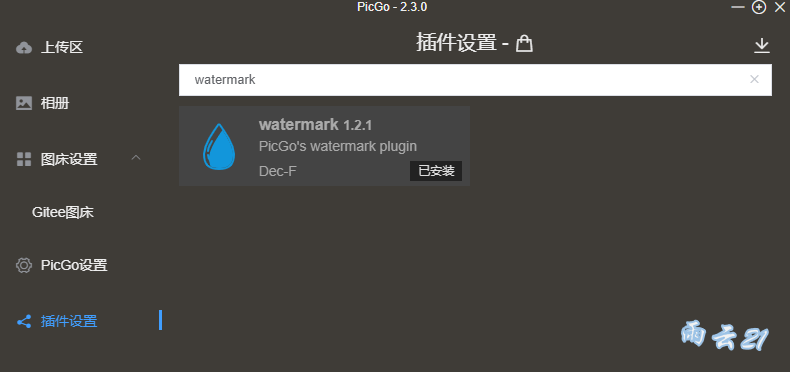 PicGo - 2.3.0
上传区
相册
图床设置
Gitee图床
PicGo设置
插件设置
插件设置 -
watermark
watermark 1.2.1
PicGo's watermark plugin
Dec-F
已安装
雨云21